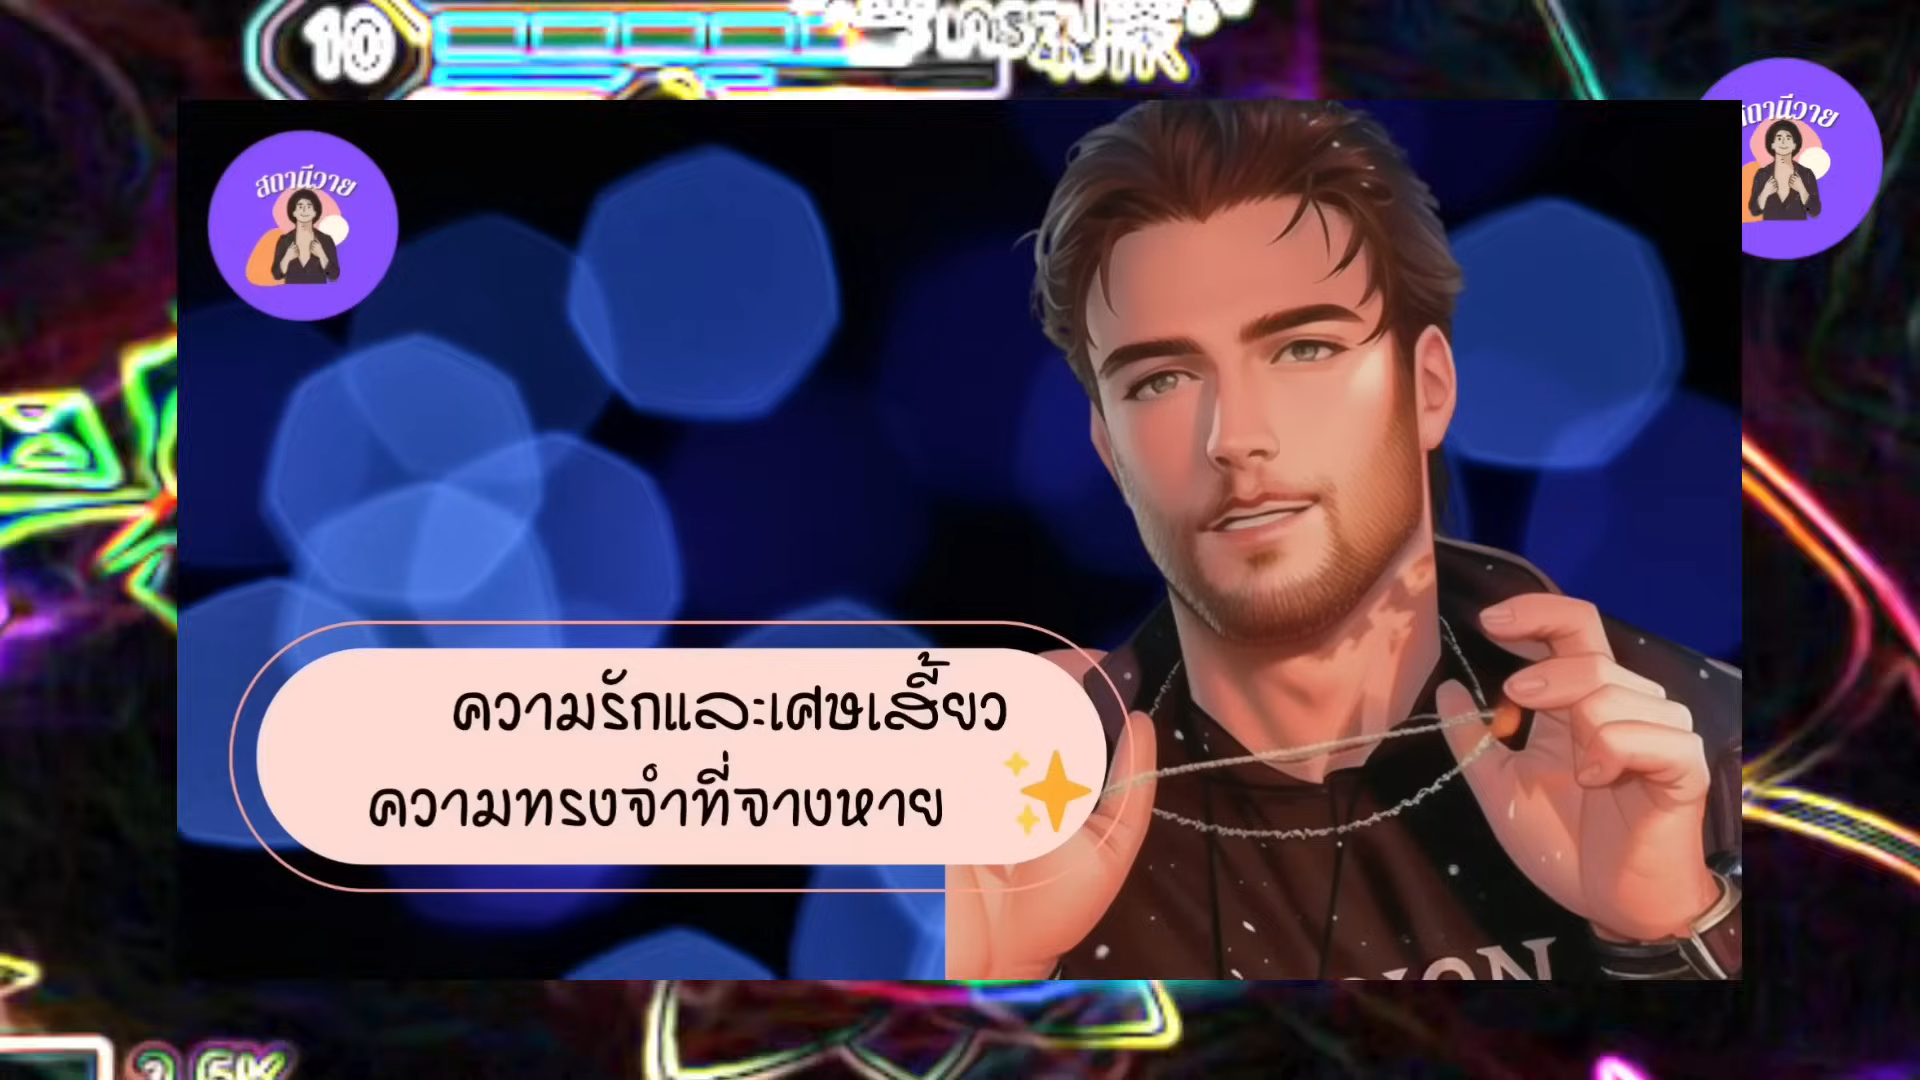 10
สถานีวาย
สถานีวาย
ความรักและเศษเสี้ยว
ความทรงจำที่จางหาย